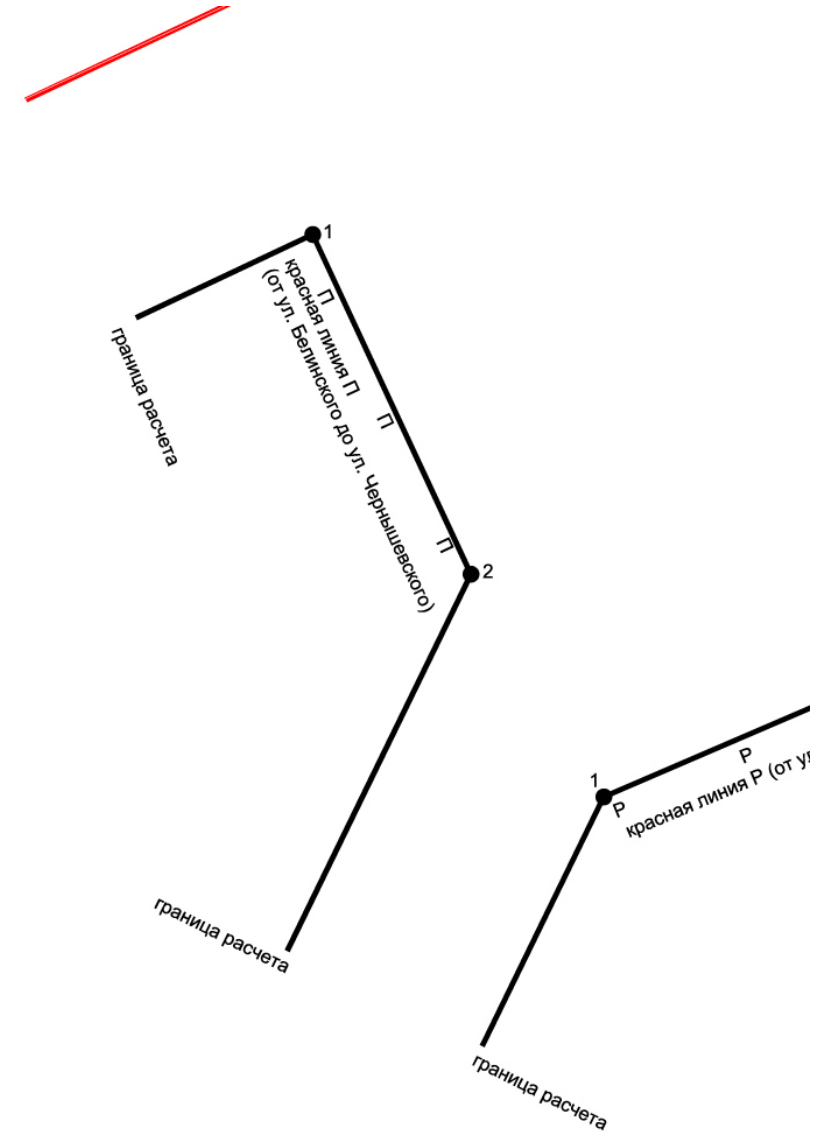 1
П
красная линия П
(от ул. Белинского до ул. Чернышевского)
граница расчета
П
П
2
Р
1
Р
красная линия Р (от ул
граница расчета
граница расчета